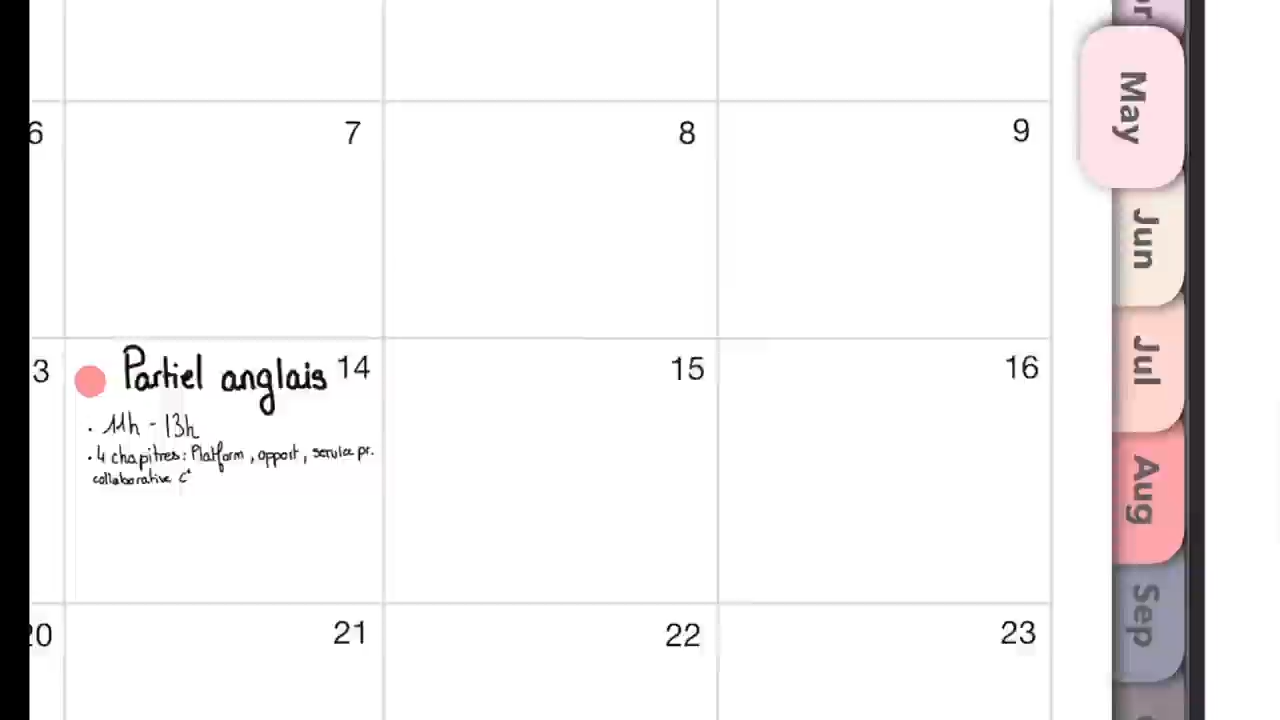 May
Jun
Jul
Aug
Sep
7
8
9
14
15
16
21
22
23
Partiel anglais
• 11h - 13h
• 4 chapitres : Platform, opport, service pr.
collaborative c°